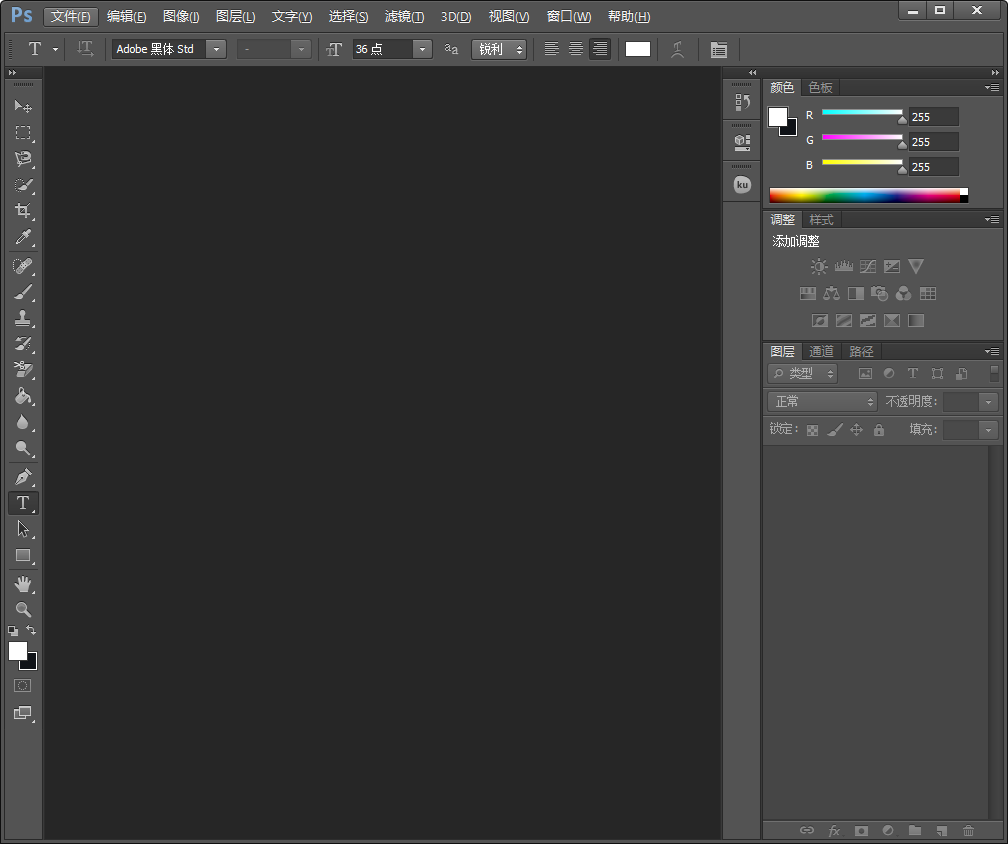 Ps 文件(F) 编辑(E) 图像(I) 图层(L) 文字(Y) 选择(S) 滤镜(T) 3D(D) 视图(V) 窗口(W) 帮助(H)
T Adobe 黑体 Std - 36 点 aa 锐利
颜色 色板
R 255
G 255
B 255
ku
调整 样式
添加调整
图层 通道 路径
类型
正常 不透明度:
锁定: 填充:
fx